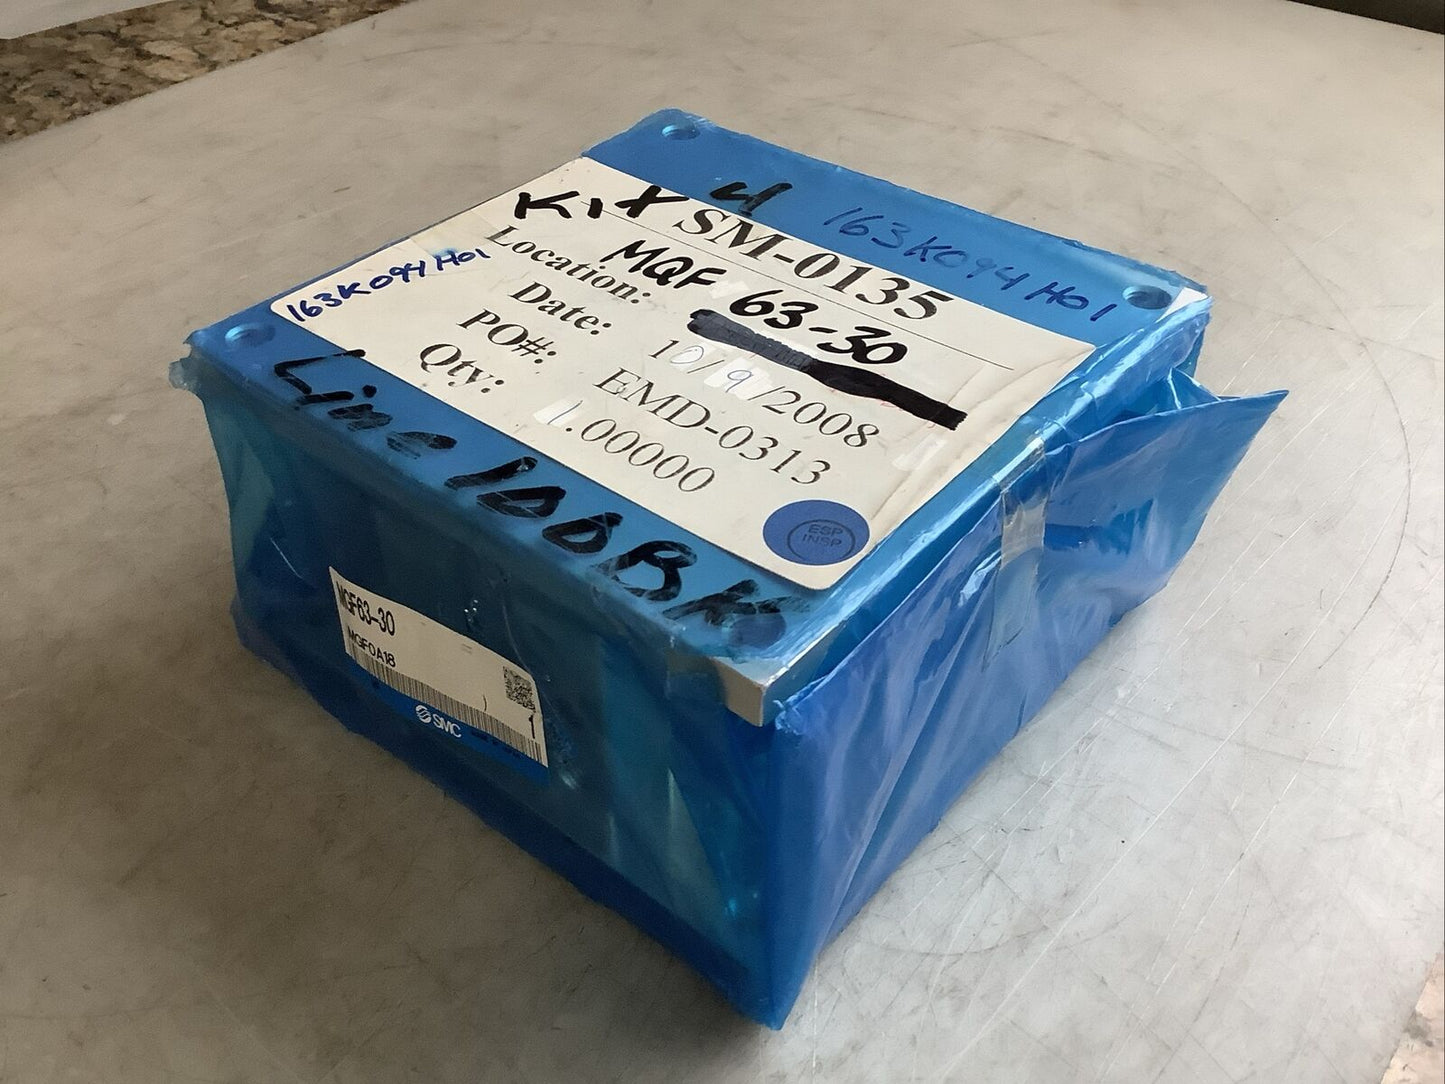 163K094H01
Kix
SM-0135
Location: MQF 63-30
Date: 10/9/2008
PO#: EMD-0313
Qty: 1.00000
163K094H01
ESP
INSP
Line 100BK
MGF63-30
MGF0A18
1
SMC